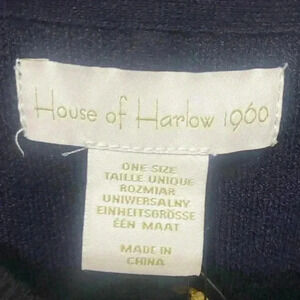 House of Harlow 1960
ONE SIZE
TAILLE UNIQUE
ROZMIAR
UNIWERSALNY
EINHEITSGRÖSSE
ÉÉN MAAT
MADE IN
CHINA